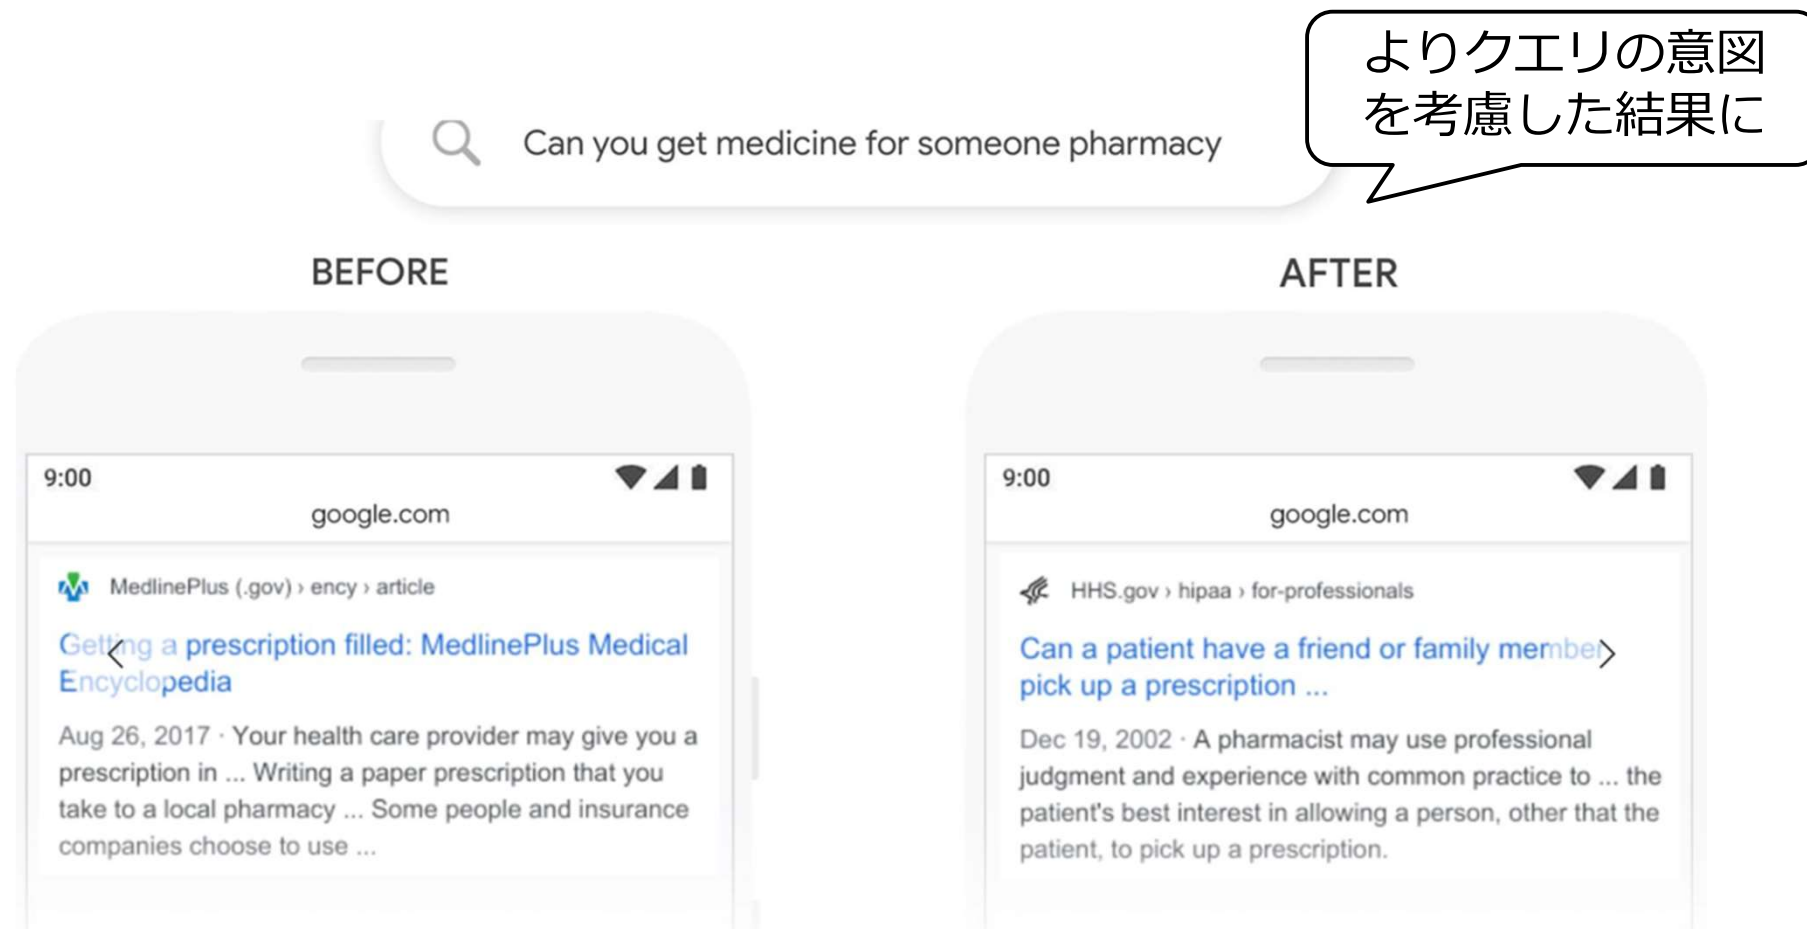 よりクエリの意図
を考慮した結果に
Can you get medicine for someone pharmacy
BEFORE
9:00
google.com
MedlinePlus (.gov) › ency › article
Getting a prescription filled: MedlinePlus Medical
Encyclopedia
Aug 26, 2017 · Your health care provider may give you a
prescription in ... Writing a paper prescription that you
take to a local pharmacy ... Some people and insurance
companies choose to use ...
AFTER
9:00
google.com
HHS.gov › hipaa › for-professionals
Can a patient have a friend or family member
pick up a prescription ...
Dec 19, 2002 · A pharmacist may use professional
judgment and experience with common practice to ... the
patient's best interest in allowing a person, other that the
patient, to pick up a prescription.